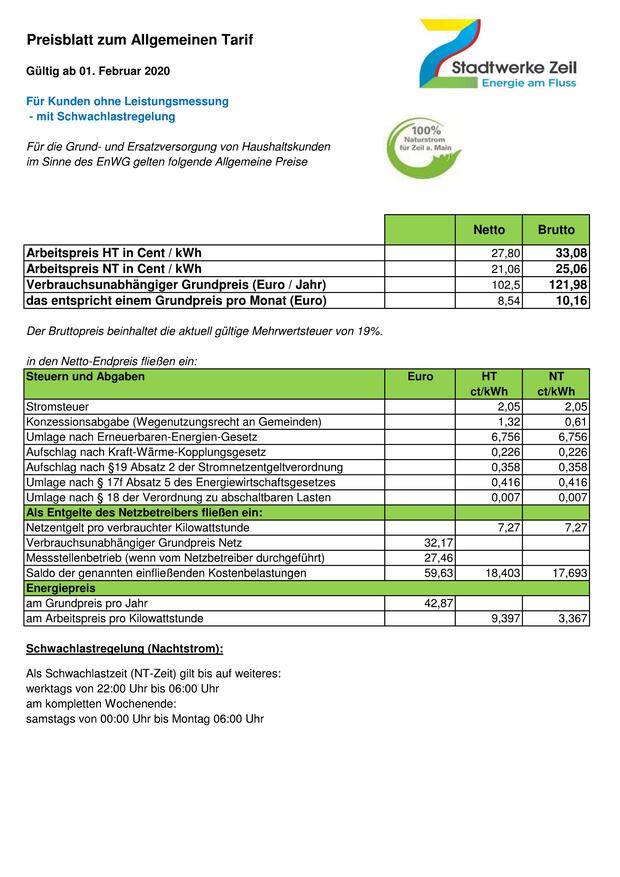 Preisblatt zum Allgemeinen Tarif
Gültig ab 01. Februar 2020
Stadtwerke Zeil
Energie am Fluss
Für Kunden ohne Leistungsmessung
- mit Schwachlastregelung
100%
Naturstrom
für Zeil a. Main
Für die Grund- und Ersatzversorgung von Haushaltskunden
im Sinne des EnWG gelten folgende Allgemeine Preise
Netto Brutto
Arbeitspreis HT in Cent / kWh 27,80 33,08
Arbeitspreis NT in Cent / kWh 21,06 25,06
Verbrauchsunabhängiger Grundpreis (Euro / Jahr) 102,5 121,98
das entspricht einem Grundpreis pro Monat (Euro) 8,54 10,16
Der Bruttopreis beinhaltet die aktuell gültige Mehrwertsteuer von 19%.
in den Netto-Endpreis fließen ein:
Steuern und Abgaben Euro HT NT
ct/kWh ct/kWh
Stromsteuer 2,05 2,05
Konzessionsabgabe (Wegenutzungsrecht an Gemeinden) 1,32 0,61
Umlage nach Erneuerbaren-Energien-Gesetz 6,756 6,756
Aufschlag nach Kraft-Wärme-Kopplungsgesetz 0,226 0,226
Aufschlag nach §19 Absatz 2 der Stromnetzentgeltverordnung 0,358 0,358
Umlage nach § 17f Absatz 5 des Energiewirtschaftsgesetzes 0,416 0,416
Umlage nach § 18 der Verordnung zu abschaltbaren Lasten 0,007 0,007
Als Entgelte des Netzbetreibers fließen ein:
Netzentgelt pro verbrauchter Kilowattstunde 7,27 7,27
Verbrauchsunabhängiger Grundpreis Netz 32,17
Messstellenbetrieb (wenn vom Netzbetreiber durchgeführt) 27,46
Saldo der genannten einfließenden Kostenbelastungen 59,63 18,403 17,693
Energiepreis
am Grundpreis pro Jahr 42,87
am Arbeitspreis pro Kilowattstunde 9,397 3,367
Schwachlastregelung (Nachtstrom):
Als Schwachlastzeit (NT-Zeit) gilt bis auf weiteres:
werktags von 22:00 Uhr bis 06:00 Uhr
am kompletten Wochenende:
samstags von 00:00 Uhr bis Montag 06:00 Uhr